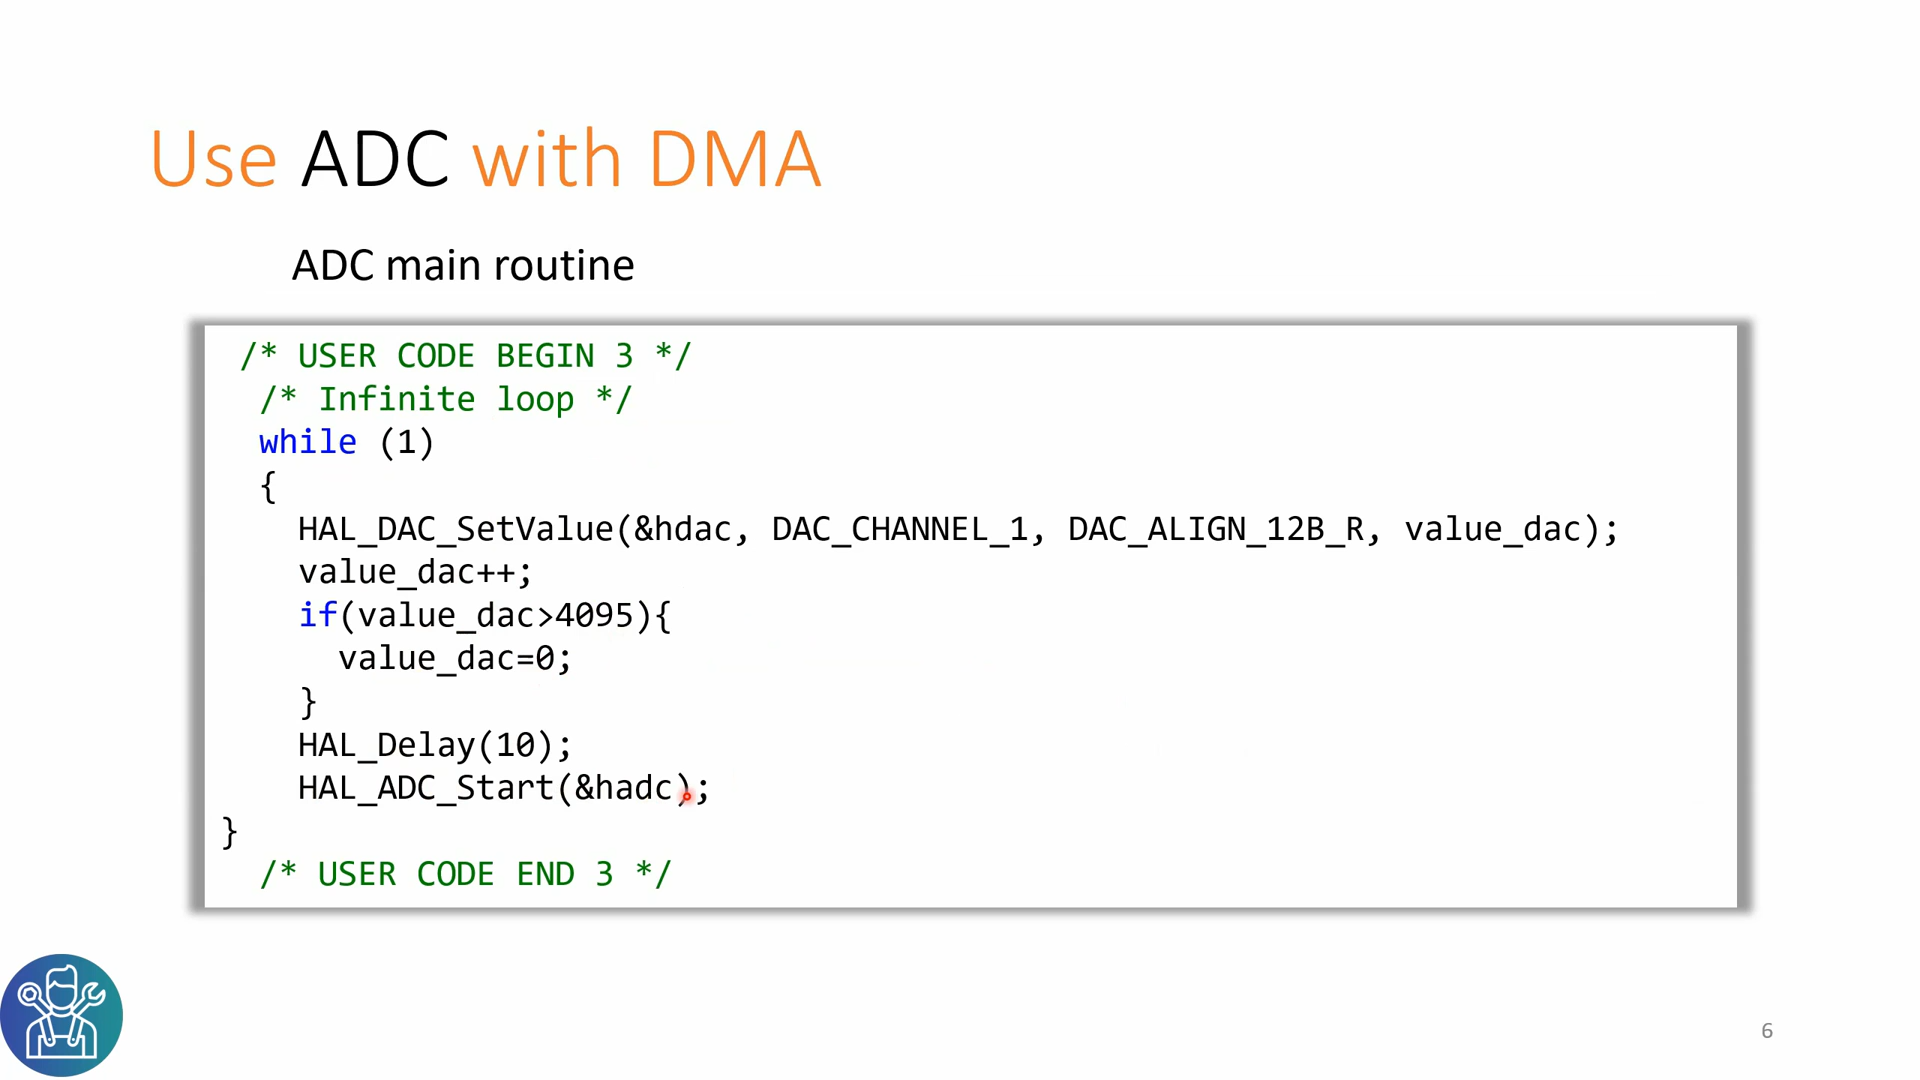 Use ADC with DMA
ADC main routine
/* USER CODE BEGIN 3 */
/* Infinite loop */
while (1)
{
HAL_DAC_SetValue(&hdac, DAC_CHANNEL_1, DAC_ALIGN_12B_R, value_dac);
value_dac++;
if(value_dac>4095){
value_dac=0;
}
HAL_Delay(10);
HAL_ADC_Start(&hadc);
}
/* USER CODE END 3 */
6